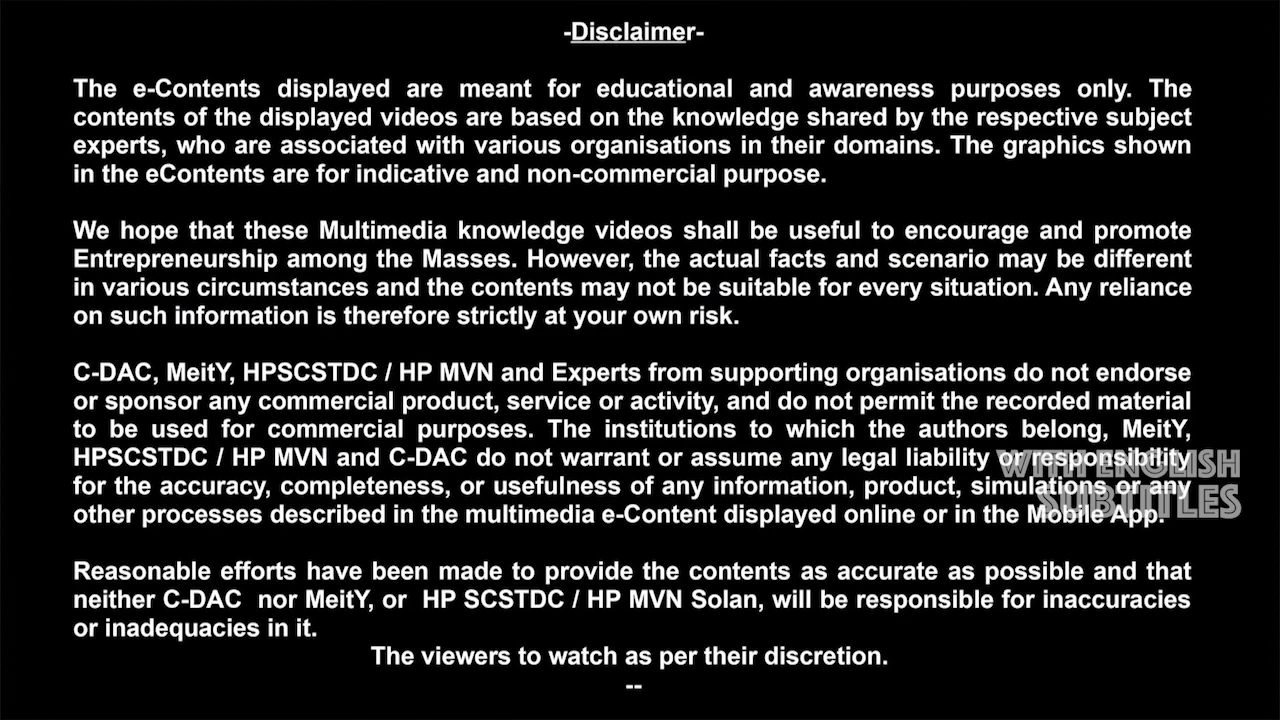 -Disclaimer-
The e-Contents displayed are meant for educational and awareness purposes only. The
contents of the displayed videos are based on the knowledge shared by the respective subject
experts, who are associated with various organisations in their domains. The graphics shown
in the eContents are for indicative and non-commercial purpose.
We hope that these Multimedia knowledge videos shall be useful to encourage and promote
Entrepreneurship among the Masses. However, the actual facts and scenario may be different
in various circumstances and the contents may not be suitable for every situation. Any reliance
on such information is therefore strictly at your own risk.
C-DAC, MeitY, HPSCSTDC / HP MVN and Experts from supporting organisations do not endorse
or sponsor any commercial product, service or activity, and do not permit the recorded material
to be used for commercial purposes. The institutions to which the authors belong, MeitY,
HPSCSTDC / HP MVN and C-DAC do not warrant or assume any legal liability or responsibility
for the accuracy, completeness, or usefulness of any information, product, simulations or any
other processes described in the multimedia e-Content displayed online or in the Mobile App.
WITH ENGLISH
SUBTITLES
Reasonable efforts have been made to provide the contents as accurate as possible and that
neither C-DAC nor MeitY, or HP SCSTDC / HP MVN Solan, will be responsible for inaccuracies
or inadequacies in it.
The viewers to watch as per their discretion.
--